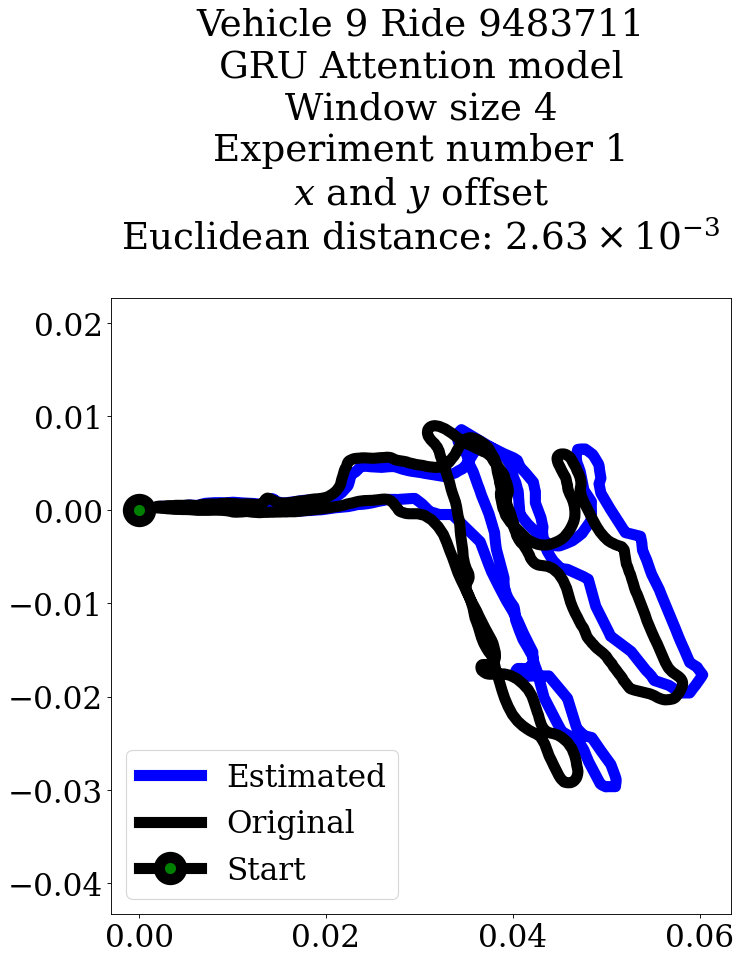 Vehicle 9 Ride 9483711
GRU Attention model
Window size 4
Experiment number 1
x and y offset
Euclidean distance: 2.63 × 10⁻³
0.02
0.01
0.00
−0.01
−0.02
−0.03
−0.04
Estimated
Original
Start
0.00 0.02 0.04 0.06